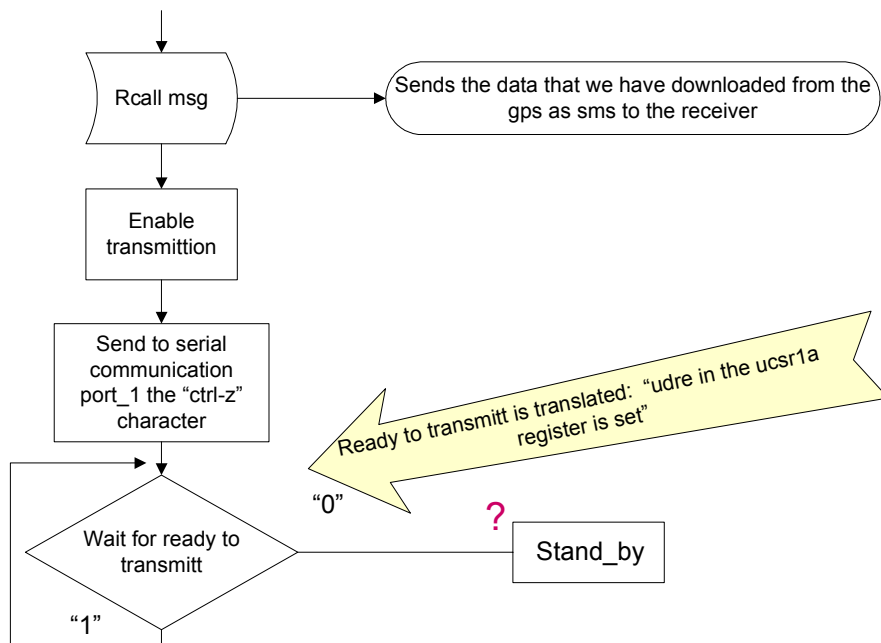 Rcall msg
Sends the data that we have downloaded from the
gps as sms to the receiver
Enable
transmittion
Send to serial
communication
port_1 the “ctrl-z”
character
Ready to transmitt is translated: “udre in the ucsr1a
register is set”
“0”
?
Wait for ready to
transmitt
Stand_by
“1”